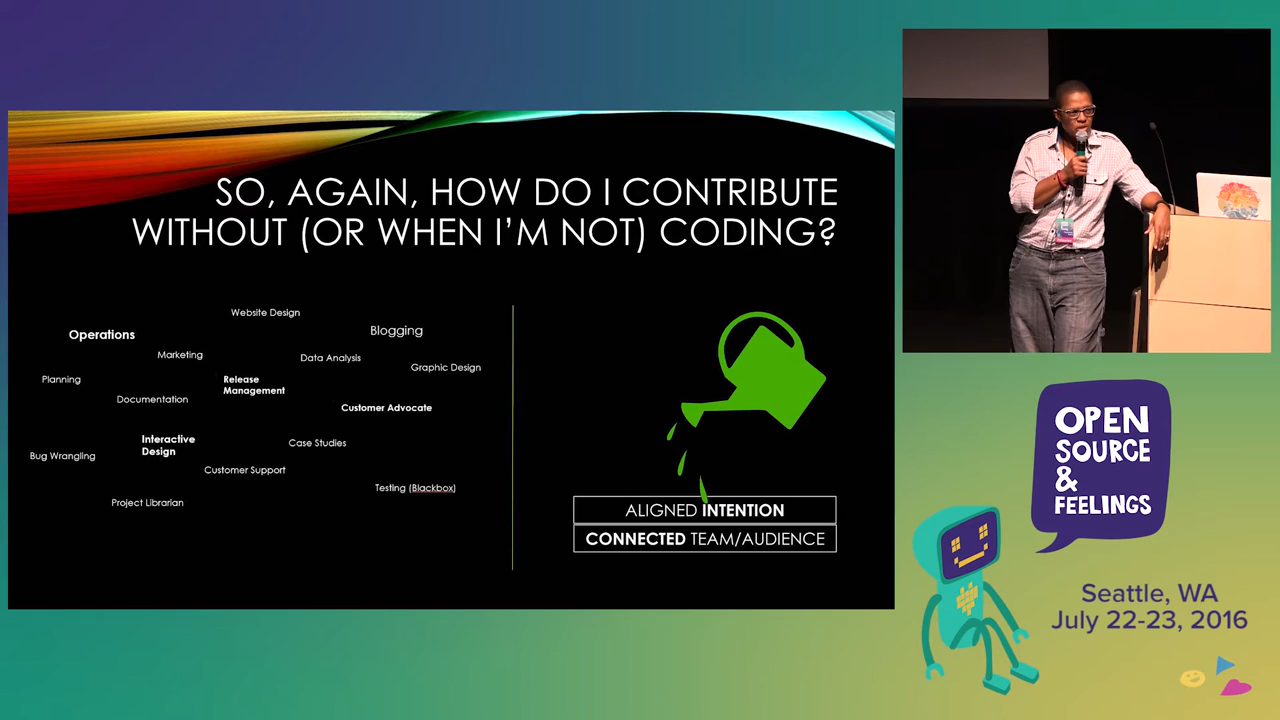 SO, AGAIN, HOW DO I CONTRIBUTE
WITHOUT (OR WHEN I'M NOT) CODING?
Website Design
Operations
Blogging
Marketing
Data Analysis
Graphic Design
Planning
Release
Management
Documentation
Customer Advocate
Interactive
Design
Case Studies
Bug Wrangling
Customer Support
Testing (Blackbox)
Project Librarian
ALIGNED INTENTION
CONNECTED TEAM/AUDIENCE
OPEN
SOURCE
&
FEELINGS
Seattle, WA
July 22-23, 2016